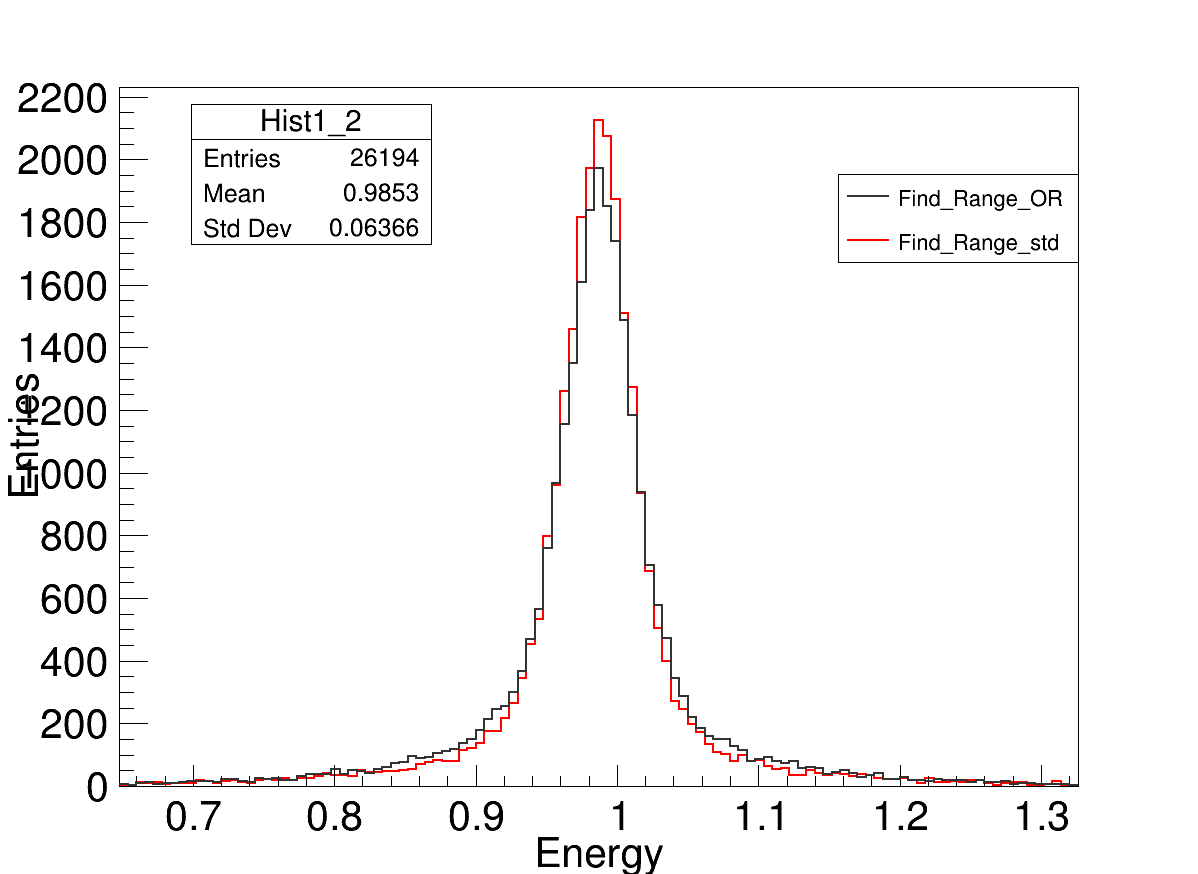 Hist1_2
Entries 26194
Mean 0.9853
Std Dev 0.06366
Find_Range_OR
Find_Range_std
2200
2000
1800
1600
1400
1200
1000
800
600
400
200
0
Entries
0.7 0.8 0.9 1 1.1 1.2 1.3
Energy